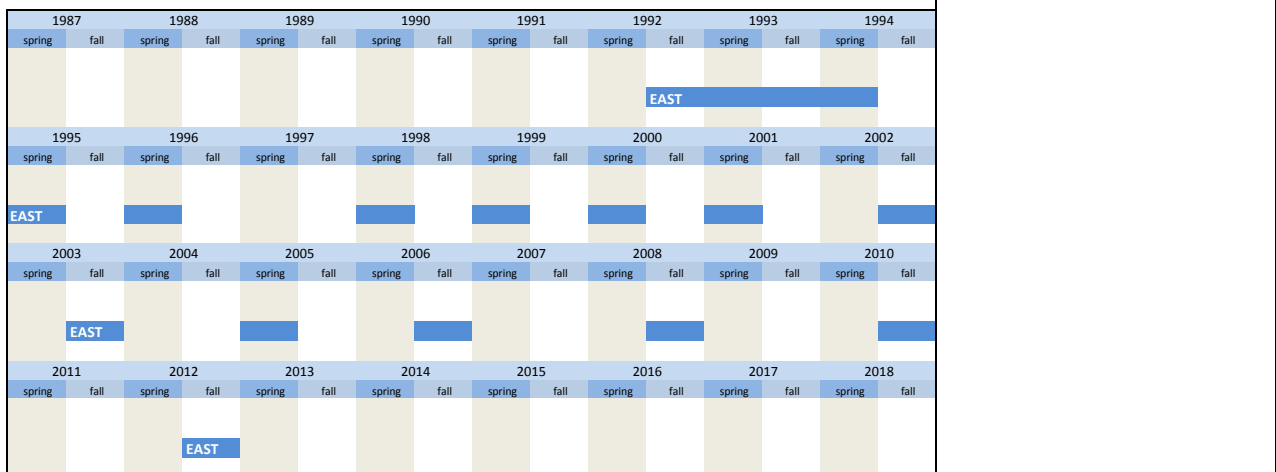 1987 1988 1989 1990 1991 1992 1993 1994
spring fall spring fall spring fall spring fall spring fall spring fall spring fall spring fall
EAST
1995 1996 1997 1998 1999 2000 2001 2002
spring fall spring fall spring fall spring fall spring fall spring fall spring fall spring fall
EAST
2003 2004 2005 2006 2007 2008 2009 2010
spring fall spring fall spring fall spring fall spring fall spring fall spring fall spring fall
EAST
2011 2012 2013 2014 2015 2016 2017 2018
spring fall spring fall spring fall spring fall spring fall spring fall spring fall spring fall
EAST